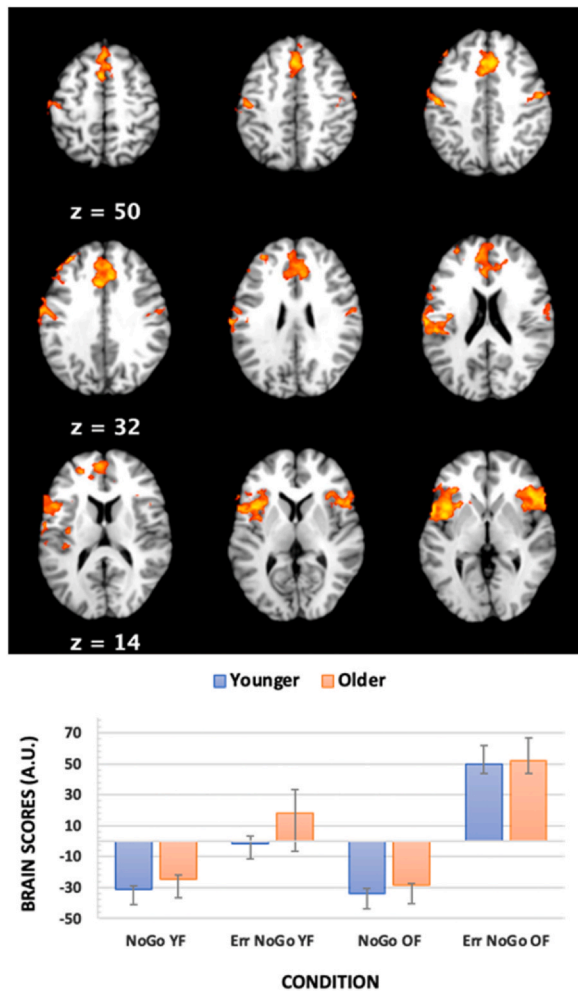 z = 50
z = 32
z = 14
Younger Older
70
50
30
10
-10
-30
-50
BRAIN SCORES (A.U.)
NoGo YF Err NoGo YF NoGo OF Err NoGo OF
CONDITION